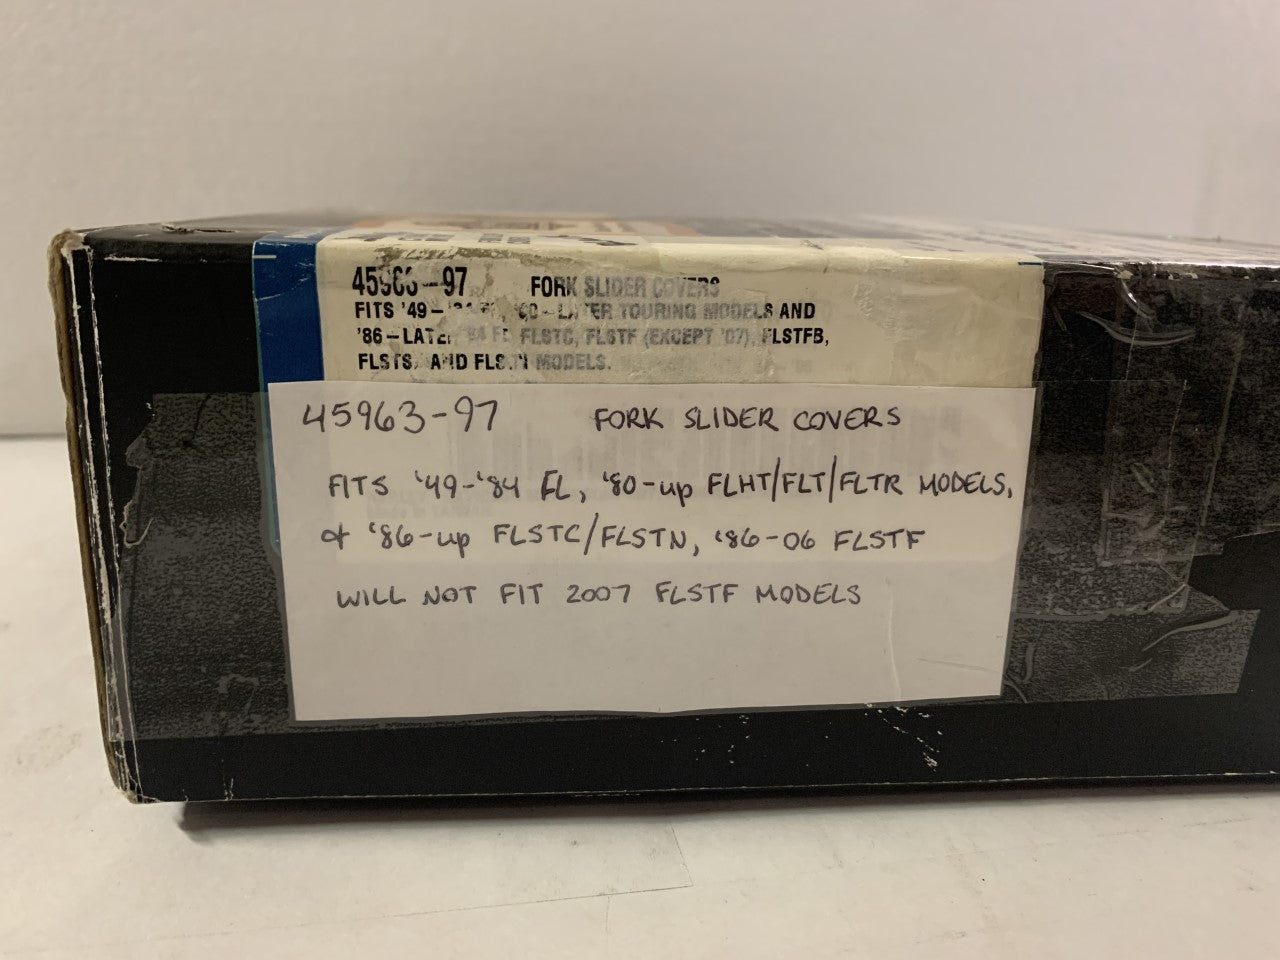 FORK SLIDER COVERS
FITS '49- TOURING MODELS AND
'86- FLSTC, FLSTF (EXCEPT '07), FLSTFB,
FLSTS, AND MODELS.
45963-97 FORK SLIDER COVERS
FITS '49-'84 FL, '80-up FLHT/FLT/FLTR MODELS,
& '86-up FLSTC/FLSTN, '86-06 FLSTF
WILL NOT FIT 2007 FLSTF MODELS